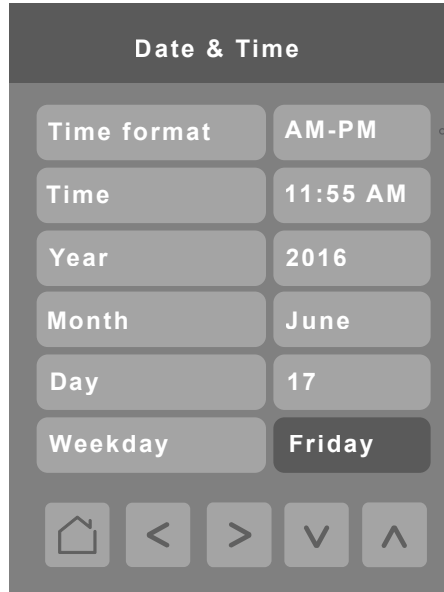 Date & Time
Time format AM-PM
Time 11:55 AM
Year 2016
Month June
Day 17
Weekday Friday